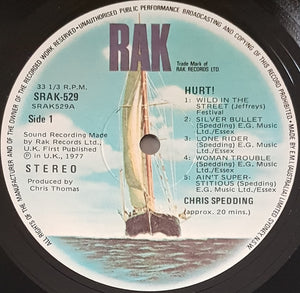 ALL RIGHTS OF THE MANUFACTURER AND OF THE OWNER OF THE RECORDED WORK RESERVED - UNAUTHORISED PUBLIC PERFORMANCE BROADCASTING AND COPYING OF THIS RECORD PROHIBITED
MADE IN AUSTRALIA BY E.M.I. (AUSTRALIA) LIMITED SYDNEY N.S.W.
RAK
Trade Mark of
RAK RECORDS LTD.
33 1/3 R.P.M.
SRAK-529
SRAK529A
Side 1
Sound Recording Made
by Rak Records Ltd.,
U.K. First Published
Ⓟ in U.K., 1977
STEREO
Produced by
Chris Thomas
HURT!
1. WILD IN THE
STREET (Jeffreys)
Festival
2. SILVER BULLET
(Spedding) E.G. Music
Ltd./Essex
3. LONE RIDER
(Spedding) E.G. Music
Ltd./Essex
4. WOMAN TROUBLE
(Spedding) E.G. Music
Ltd./Essex
5. AIN'T SUPER-
STITIOUS (Spedding)
E.G. Music Ltd./Essex
CHRIS SPEDDING
(approx. 20 mins.)